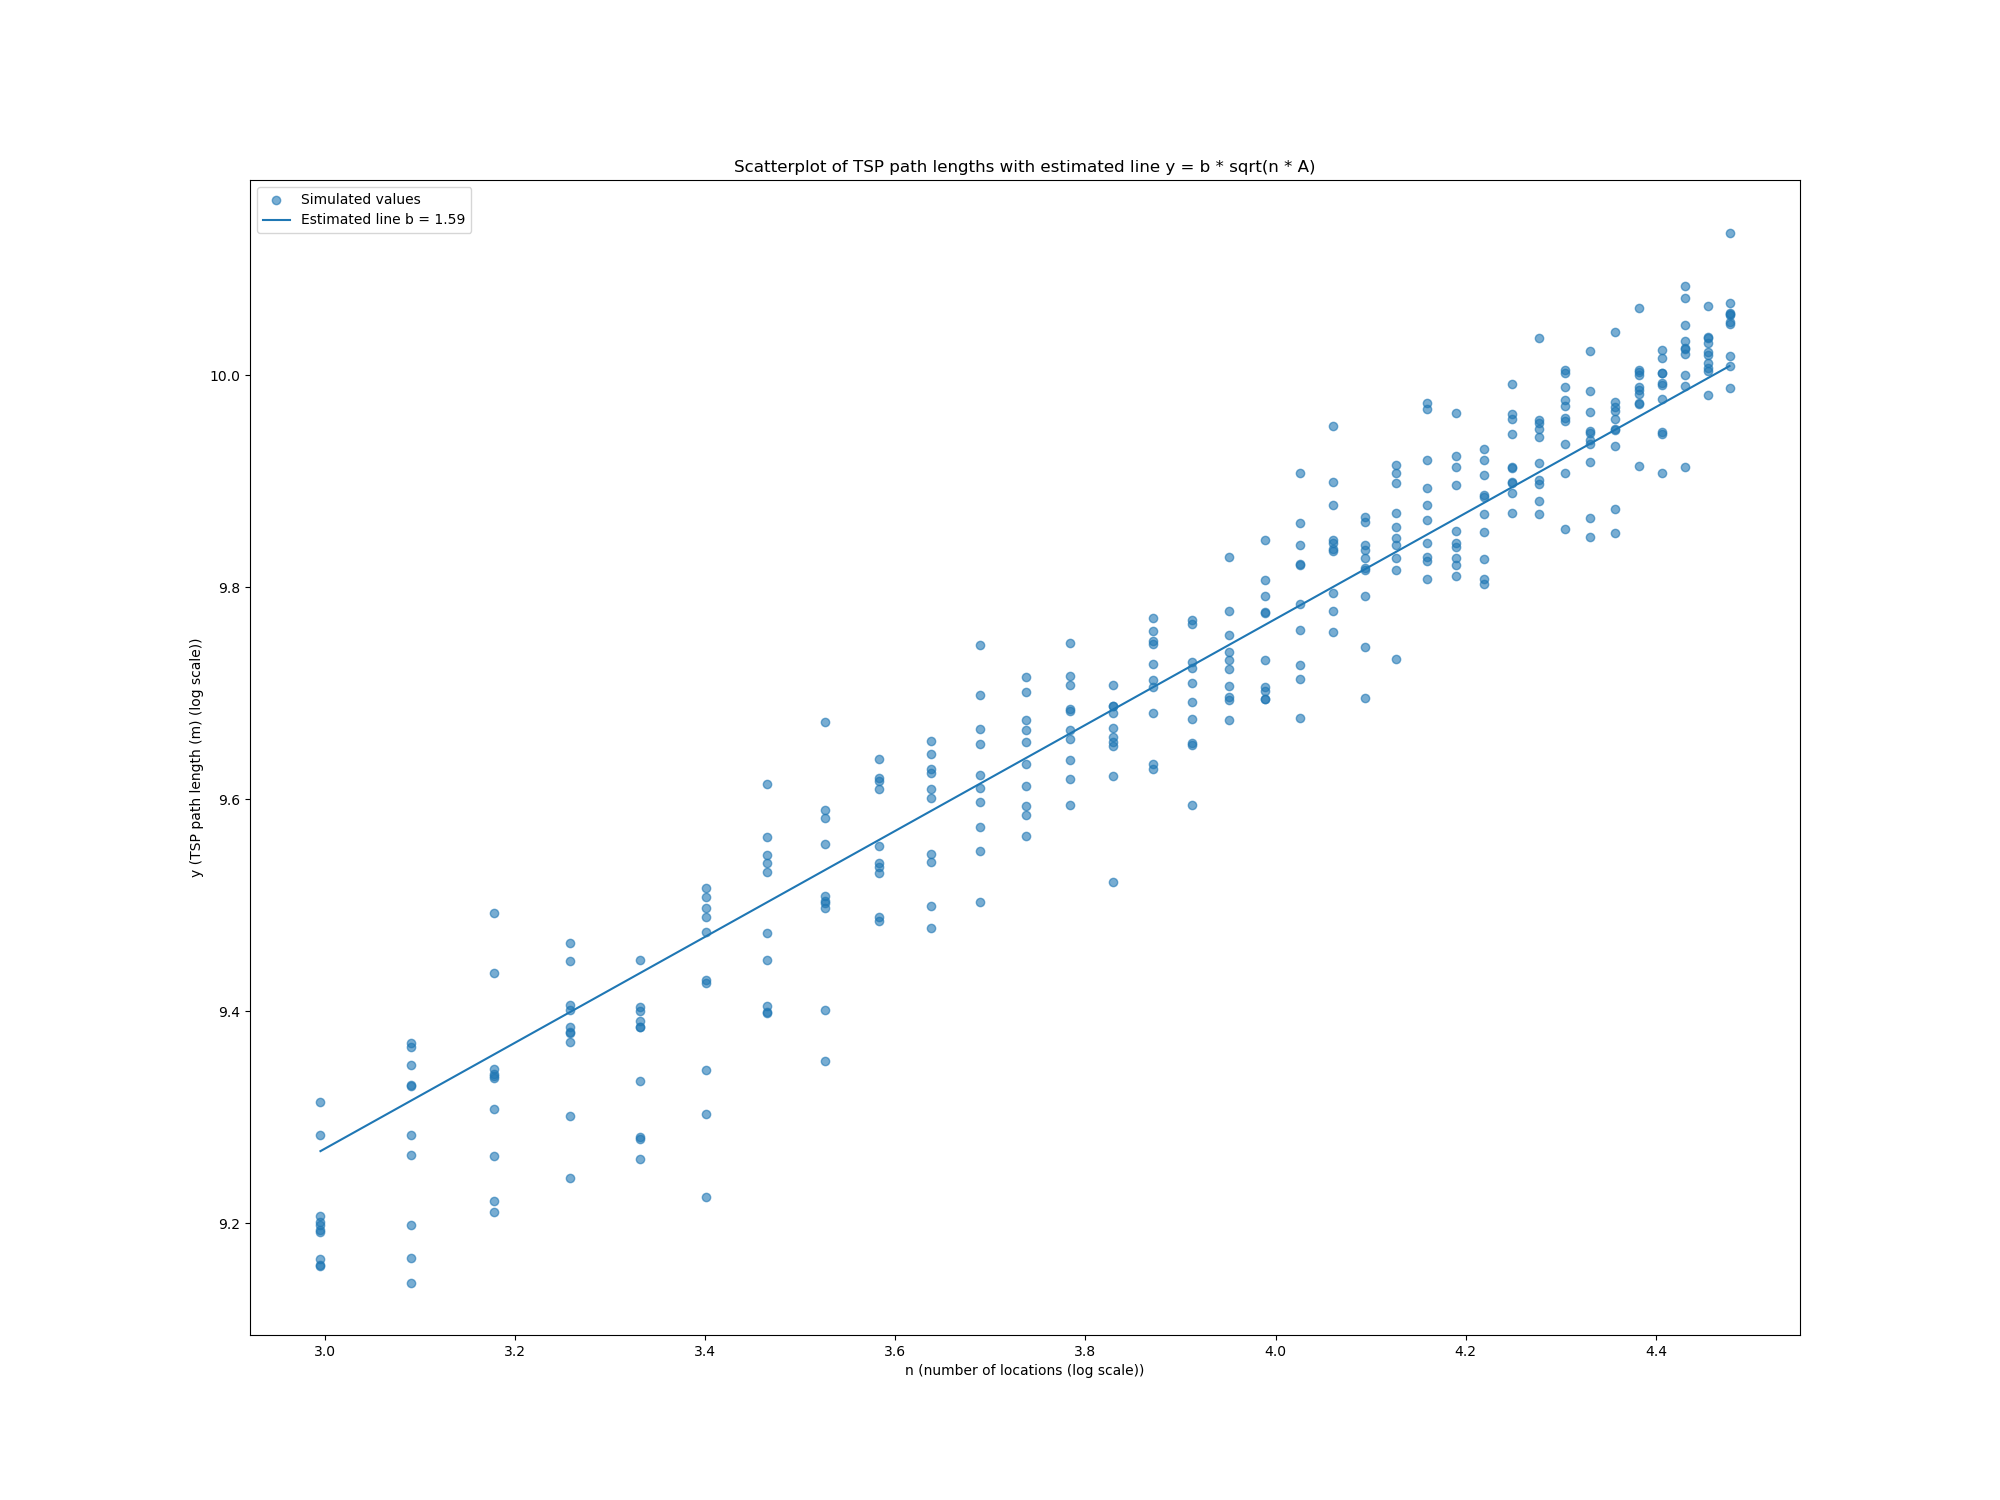 Scatterplot of TSP path lengths with estimated line y = b * sqrt(n * A)
Simulated values
Estimated line b = 1.59
10.0
9.8
9.6
9.4
9.2
y (TSP path length (m) (log scale))
3.0 3.2 3.4 3.6 3.8 4.0 4.2 4.4
n (number of locations (log scale))